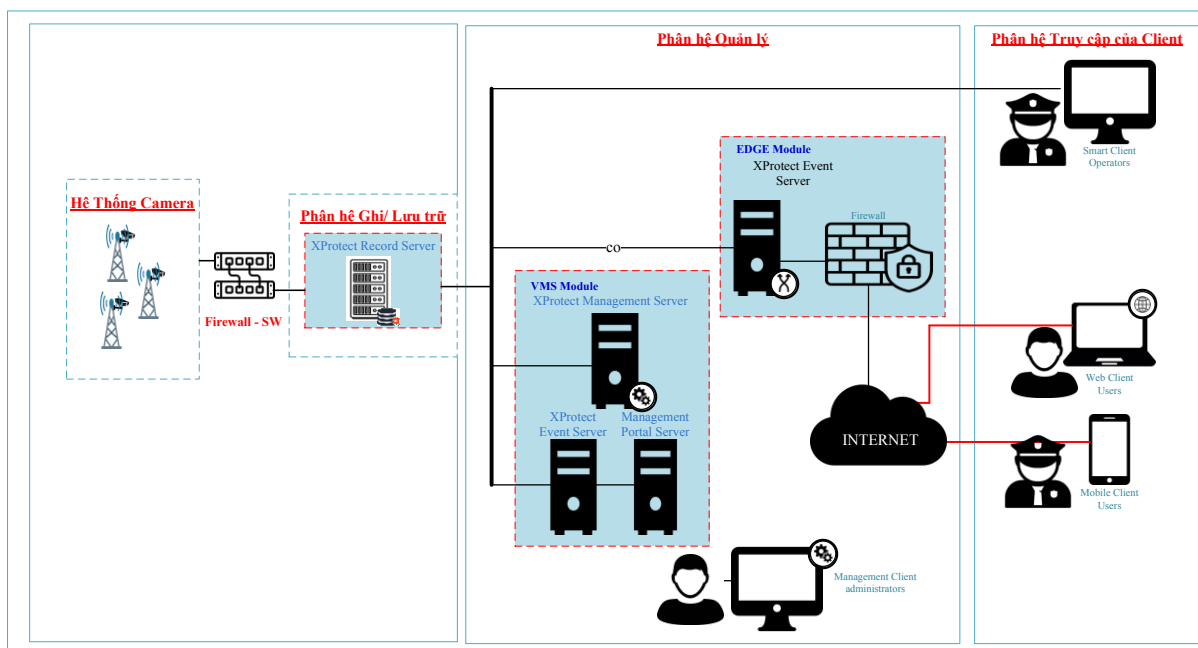 Phân hệ Quản lý
Phân hệ Truy cập của Client
Smart Client
Operators
EDGE Module
XProtect Event
Server
Firewall
Hê Thống Camera
Phân hệ Ghi/ Lưu trữ
XProtect Record Server
Firewall - SW
co
VMS Module
XProtect Management Server
XProtect
Event Server
Management
Portal Server
INTERNET
Web Client
Users
Mobile Client
Users
Management Client
administrators